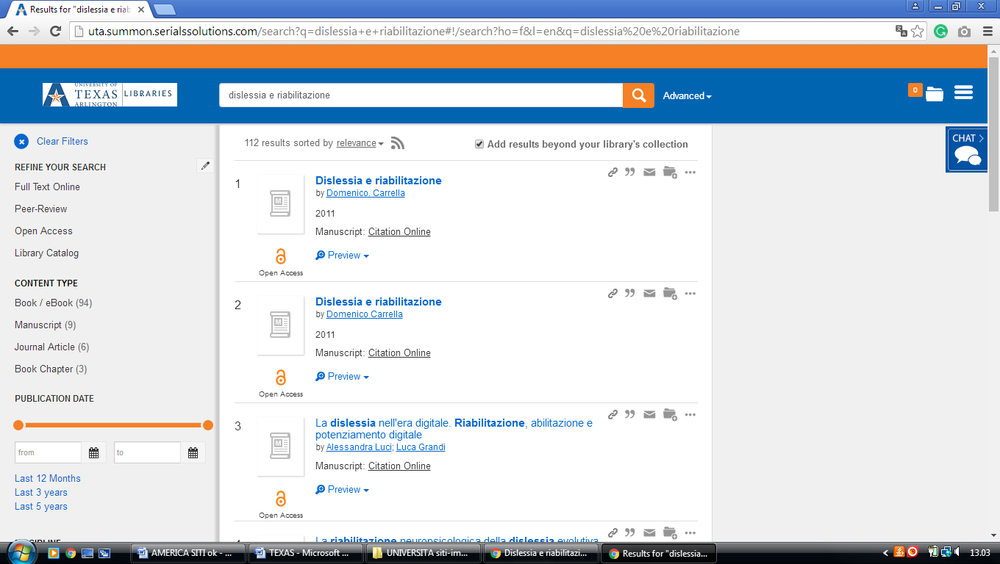 Results for "dislessia e riab
uta.summon.serialssolutions.com/search?q=dislessia+e+riabilitazione#!/search?ho=f&l=en&q=dislessia%20e%20riabilitazione
UNIVERSITY OF
TEXAS
ARLINGTON
LIBRARIES
dislessia e riabilitazione
Advanced
0
CHAT >
Clear Filters
REFINE YOUR SEARCH
Full Text Online
Peer-Review
Open Access
Library Catalog
CONTENT TYPE
Book / eBook (94)
Manuscript (9)
Journal Article (6)
Book Chapter (3)
PUBLICATION DATE
from
to
Last 12 Months
Last 3 years
Last 5 years
DISCIPLINE
112 results sorted by relevance
Add results beyond your library's collection
1
Dislessia e riabilitazione
by Domenico. Carrella
2011
Manuscript: Citation Online
Preview
Open Access
2
Dislessia e riabilitazione
by Domenico Carrella
2011
Manuscript: Citation Online
Preview
Open Access
3
La dislessia nell'era digitale. Riabilitazione, abilitazione e
potenziamento digitale
by Alessandra Luci; Luca Grandi
Manuscript: Citation Online
Preview
Open Access
La riabilitazione neuropsicologica della dislessia evolutiva
AMERICA SITI ok - ...
TEXAS - Microsoft ...
UNIVERSITA siti-im...
Dislessia e riabilitazi...
Results for "dislessia...
13.03